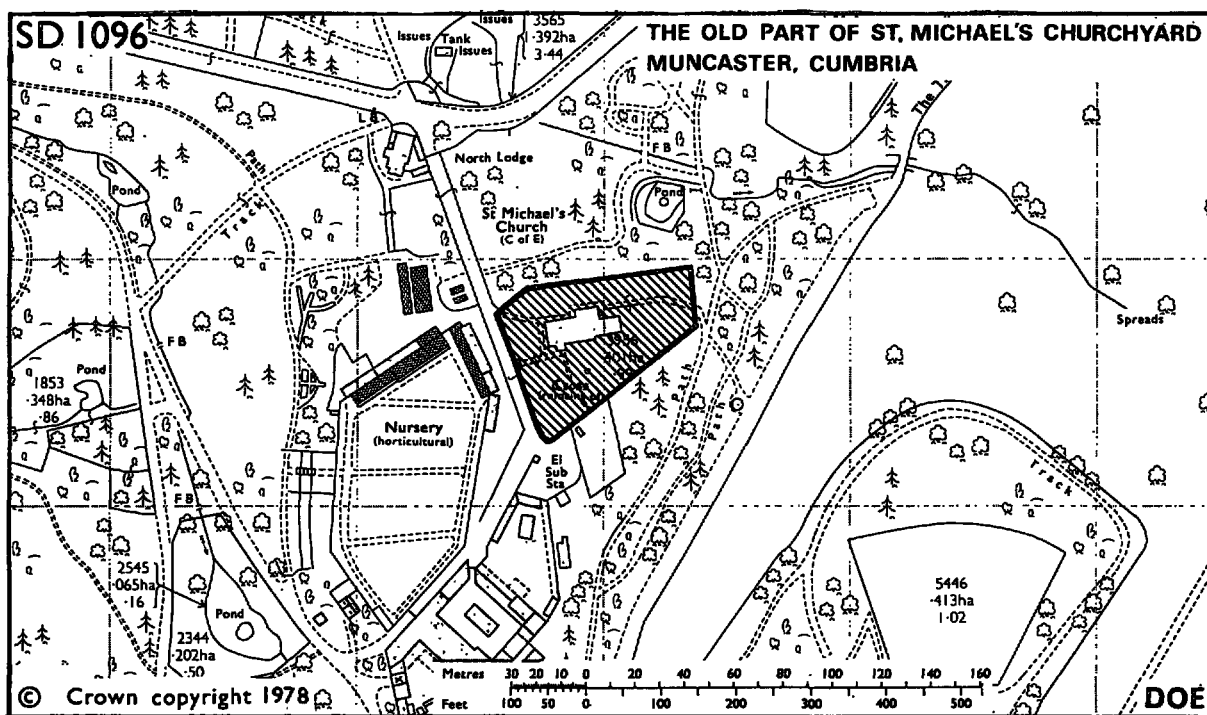 SD 1096
THE OLD PART OF ST. MICHAEL'S CHURCHYARD
MUNCASTER, CUMBRIA
Issues
Issues
Tank
Issues
3565
1·392ha
3·44
L B
North Lodge
F B
Pond
Path
Track
Pond
St Michael's
Church
(C of E)
Spreads
F B
Pond
1853
·348ha
·86
Nursery
(horticultural)
Path
Path
El
Sub
Sta
Track
F B
2545
·065ha
·16
Pond
2344
·202ha
·50
5446
·413ha
1·02
Metres 30 20 10 0 20 40 60 80 100 120 140 160
Feet 100 50 0 100 200 300 400 500
© Crown copyright 1978
DOE